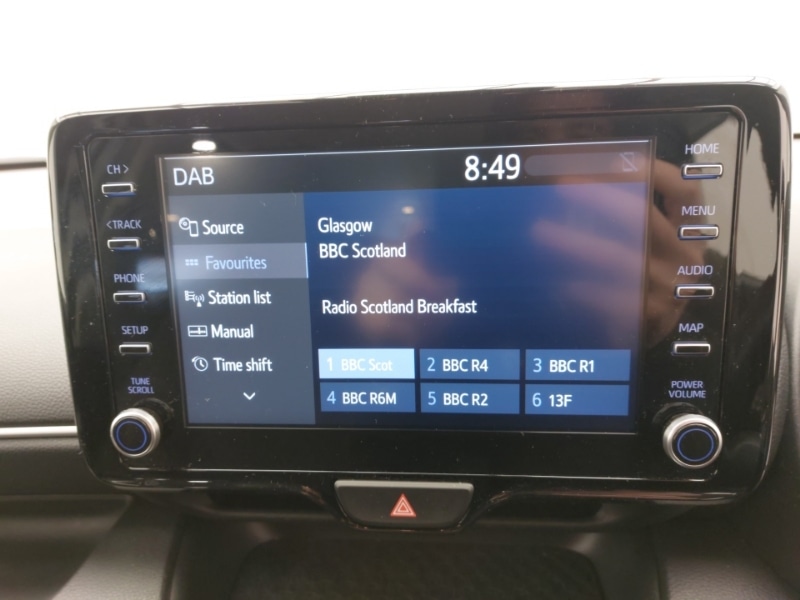 DAB
8:49
CH >
<TRACK
PHONE
SETUP
TUNE
SCROLL
Source
Favourites
Station list
Manual
Time shift
Glasgow
BBC Scotland
Radio Scotland Breakfast
1 BBC Scot
2 BBC R4
3 BBC R1
4 BBC R6M
5 BBC R2
6 13F
HOME
MENU
AUDIO
MAP
POWER
VOLUME